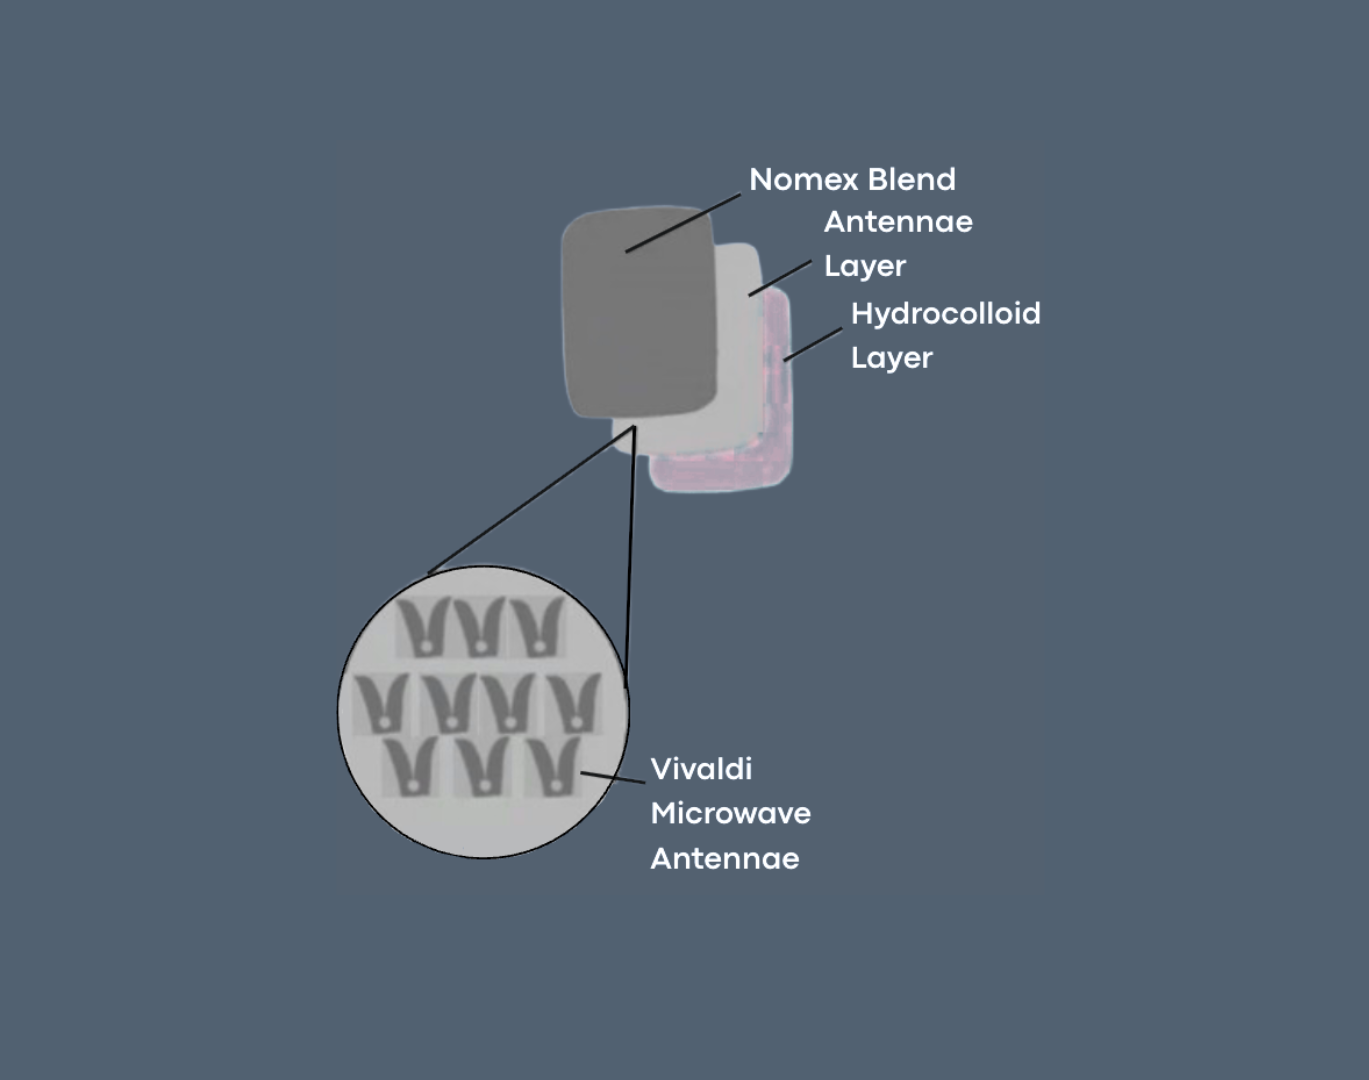 Nomex Blend
Antennae
Layer
Hydrocolloid
Layer
Vivaldi
Microwave
Antennae